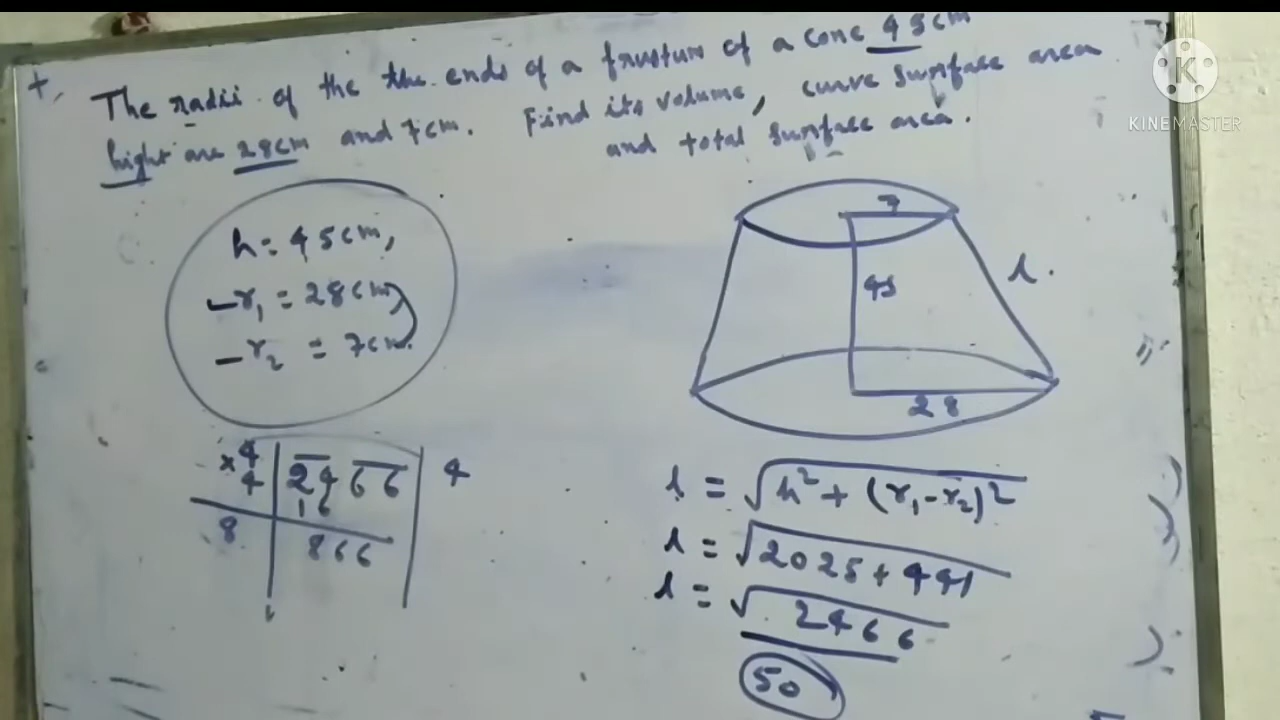 The radii of the the ends of a frustum of a cone 45cm
hight are 28cm and 7cm. Find its volume, curve surface area
and total surface area.
K
KINEMASTER
h = 45cm,
r₁ = 28cm
r₂ = 7cm.
7
45
l
28
×4 24 66 4
4 16
8 866
l = √h² + (r₁-r₂)²
l = √2025 + 441
l = √2466
50